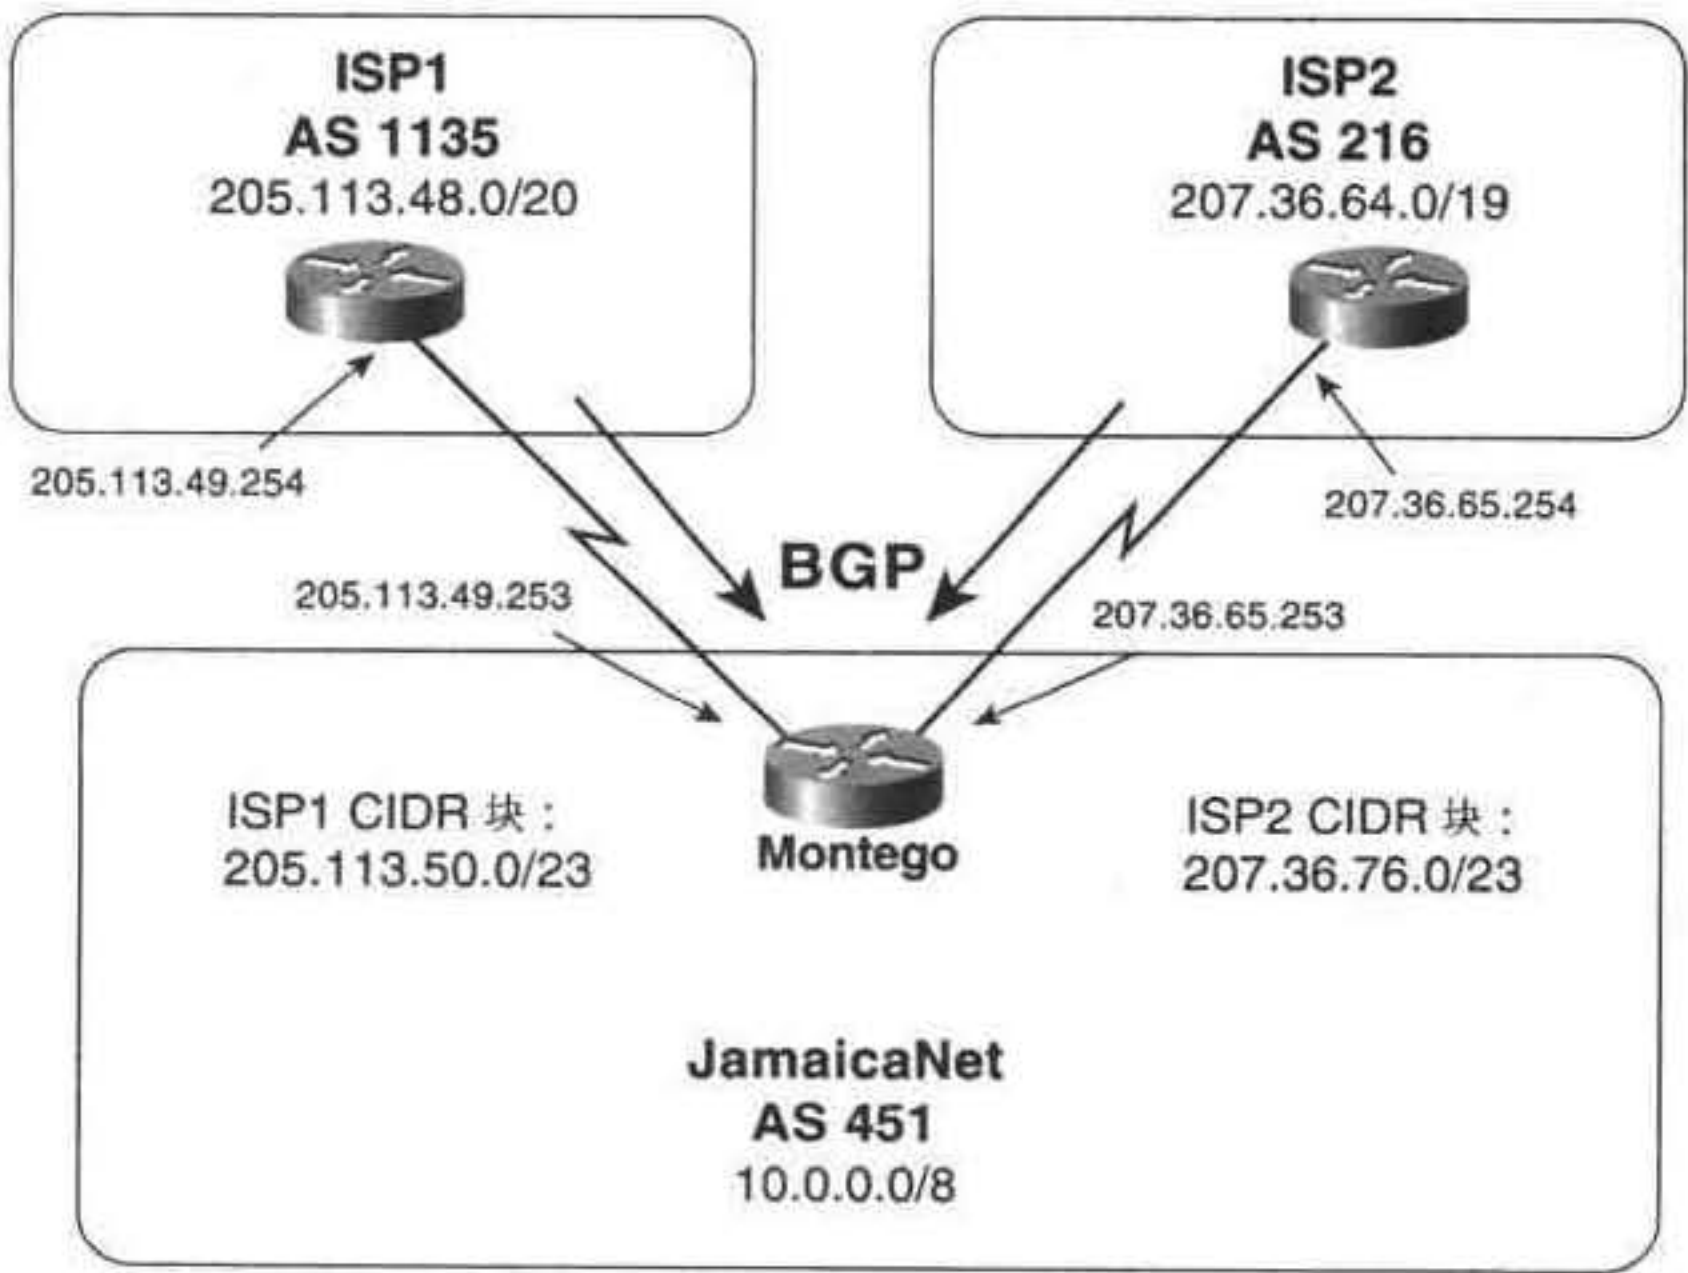 ISP1
AS 1135
205.113.48.0/20
ISP2
AS 216
207.36.64.0/19
205.113.49.254
207.36.65.254
BGP
205.113.49.253
207.36.65.253
ISP1 CIDR 块：
205.113.50.0/23
Montego
ISP2 CIDR 块：
207.36.76.0/23
JamaicaNet
AS 451
10.0.0.0/8